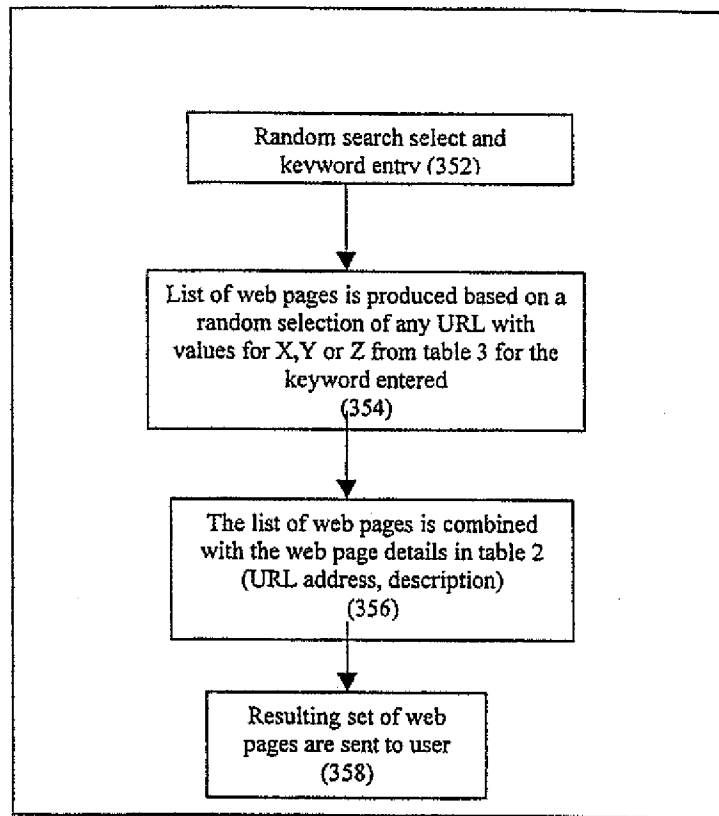 Random search select and
keyword entry (352)
List of web pages is produced based on a
random selection of any URL with
values for X,Y or Z from table 3 for the
keyword entered
(354)
The list of web pages is combined
with the web page details in table 2
(URL address, description)
(356)
Resulting set of web
pages are sent to user
(358)